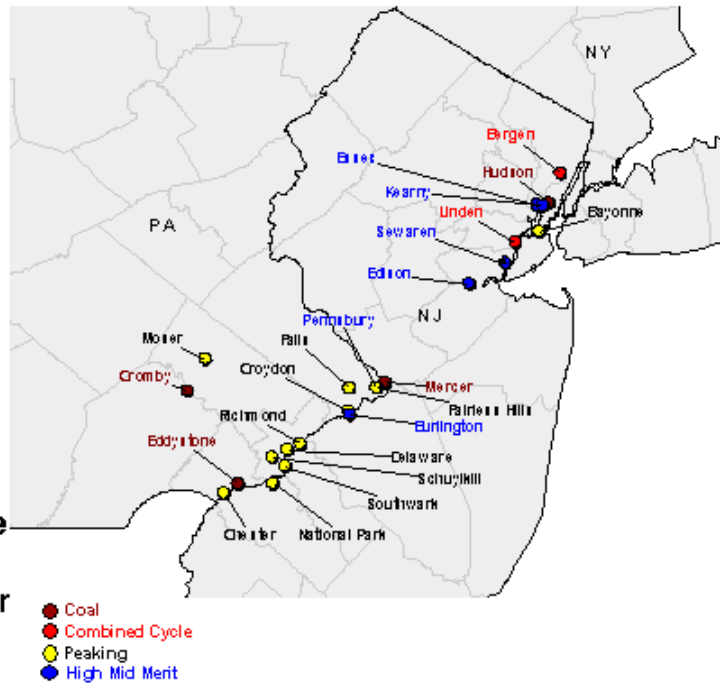 NY
Bergen
Essex
Hudson
Kearny
Linden
Bayonne
PA
Sewaren
Edison
Pennsbury
NJ
Moser
Falls
Croydon
Cromby
Mercer
Fairless Hills
Richmond
Burlington
Eddystone
Delaware
Schuylkill
Southwark
e
Chester
National Park
r
Coal
Combined Cycle
Peaking
High Mid Merit